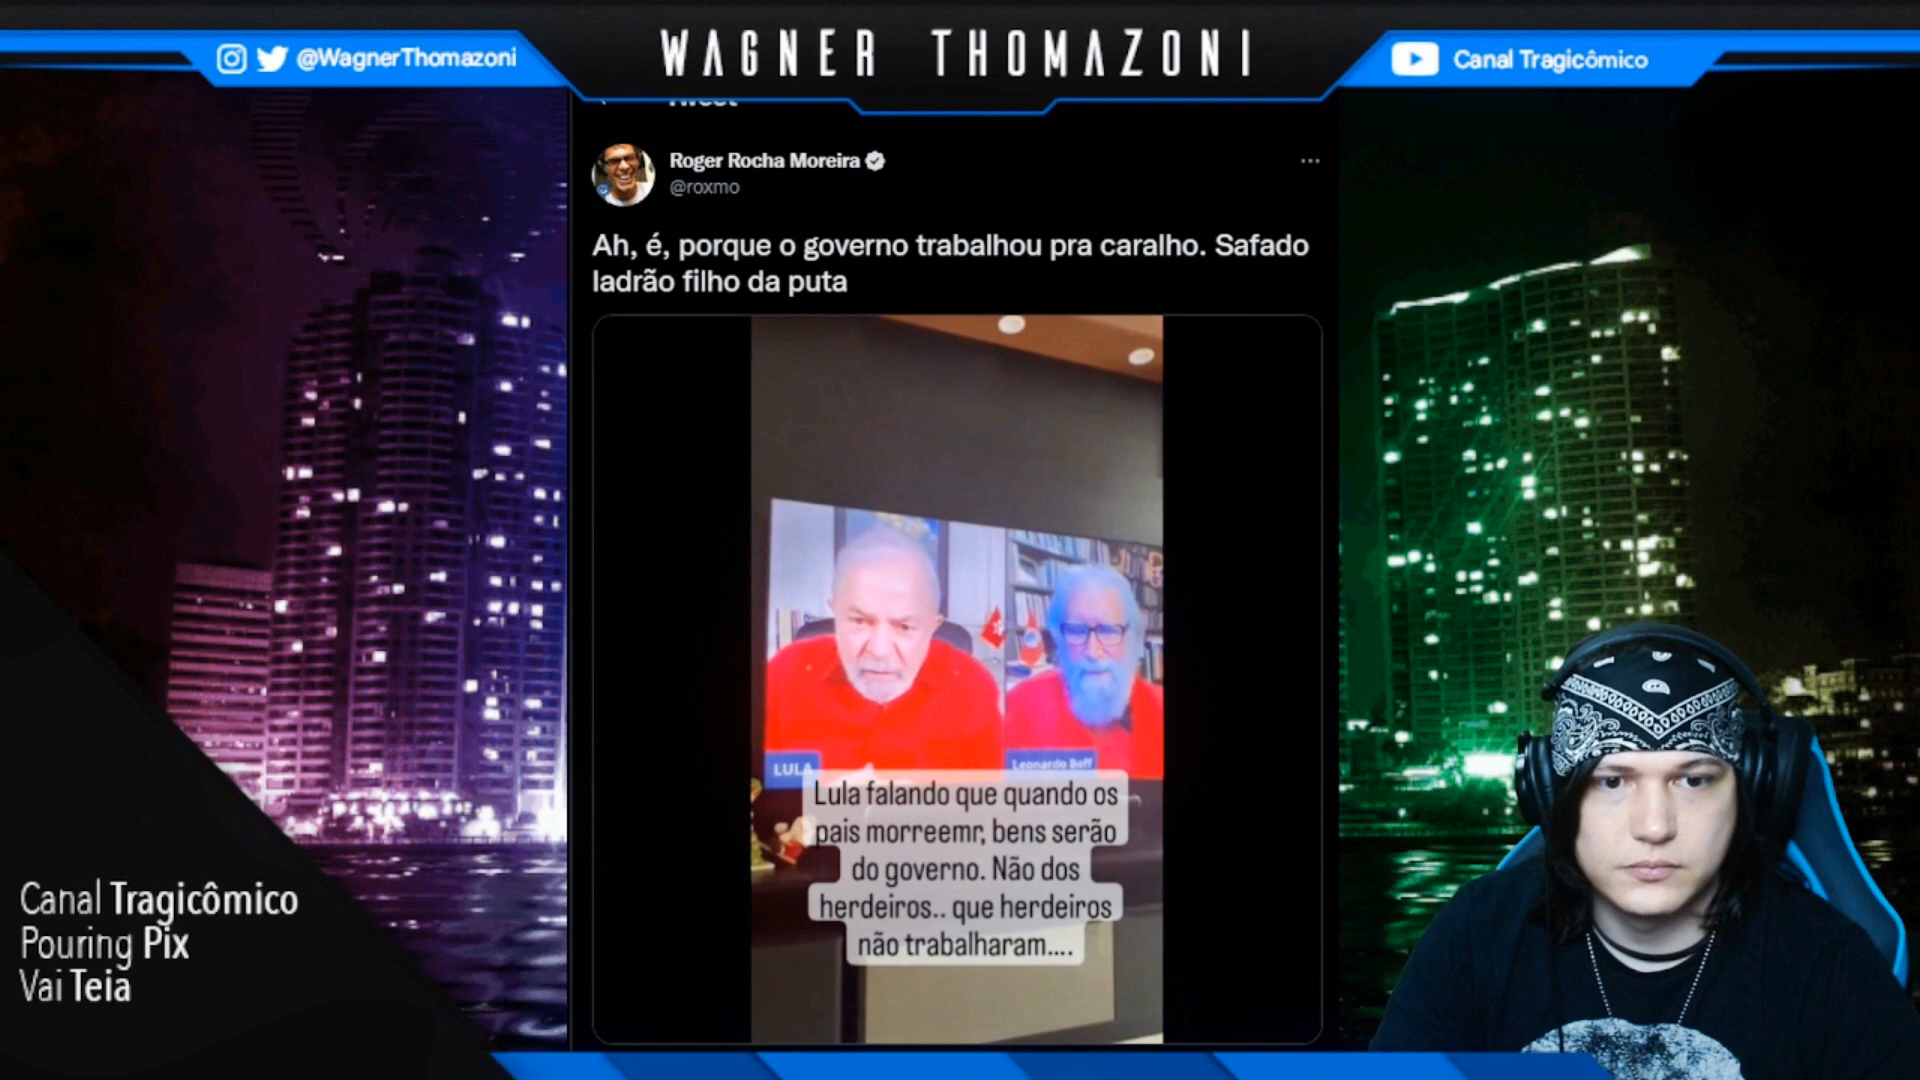 @WagnerThomazoni
WAGNER THOMAZONI
Canal Tragicômico
Tweet
Roger Rocha Moreira
@roxmo
Ah, é, porque o governo trabalhou pra caralho. Safado
ladrão filho da puta
LULA
Leonardo Boff
Lula falando que quando os
pais morreemr, bens serão
do governo. Não dos
herdeiros.. que herdeiros
não trabalharam....
Canal Tragicômico
Pouring Pix
Vai Teia